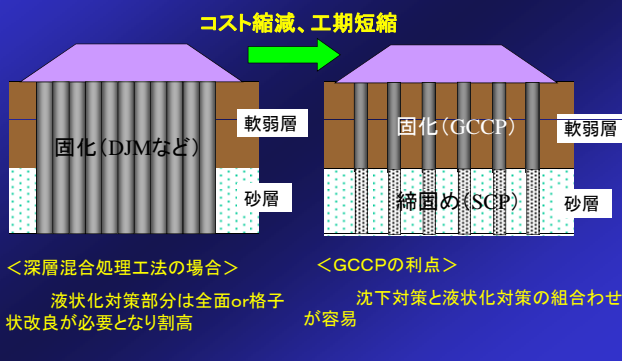 コスト縮減、工期短縮
固化(DJMなど)
軟弱層
砂層
固化(GCCP)
締固め(SCP)
軟弱層
砂層
＜深層混合処理工法の場合＞
液状化対策部分は全面or格子
状改良が必要となり割高
＜GCCPの利点＞
沈下対策と液状化対策の組合わせ
が容易